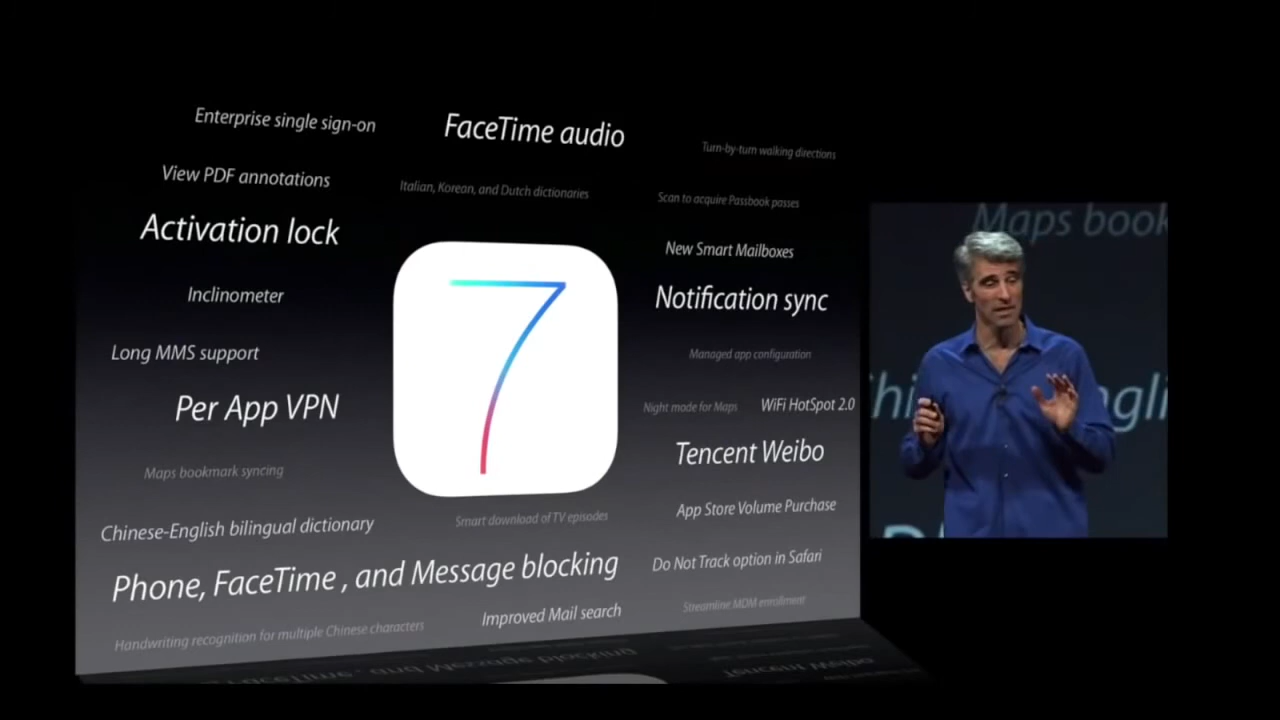 Enterprise single sign-on
FaceTime audio
Turn-by-turn walking directions
View PDF annotations
Italian, Korean, and Dutch dictionaries
Scan to acquire Passbook passes
Activation lock
New Smart Mailboxes
Maps book
7
Inclinometer
Notification sync
Long MMS support
Managed app configuration
Per App VPN
Night mode for Maps
WiFi HotSpot 2.0
Tencent Weibo
Maps bookmark syncing
App Store Volume Purchase
Chinese-English bilingual dictionary
Smart download of TV episodes
Phone, FaceTime , and Message blocking
Do Not Track option in Safari
Improved Mail search
Streamline MDM enrollment
Handwriting recognition for multiple Chinese characters